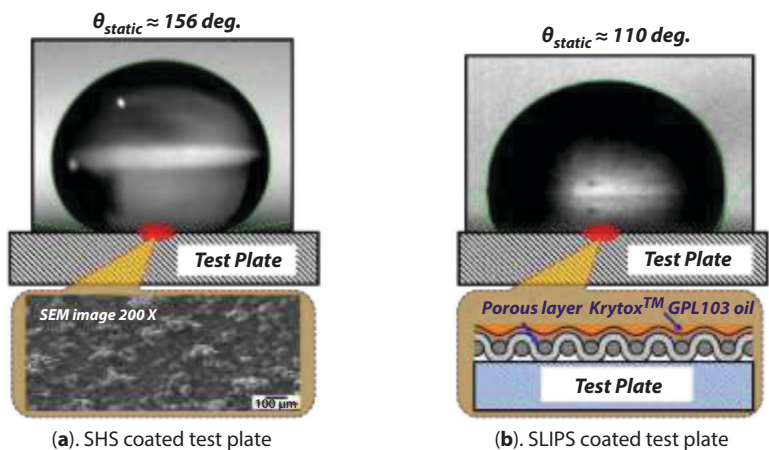 θstatic ≈ 156 deg.
Test Plate
SEM image 200 X
100 μm
(a). SHS coated test plate
θstatic ≈ 110 deg.
Test Plate
Porous layer Krytox™ GPL103 oil
Test Plate
(b). SLIPS coated test plate